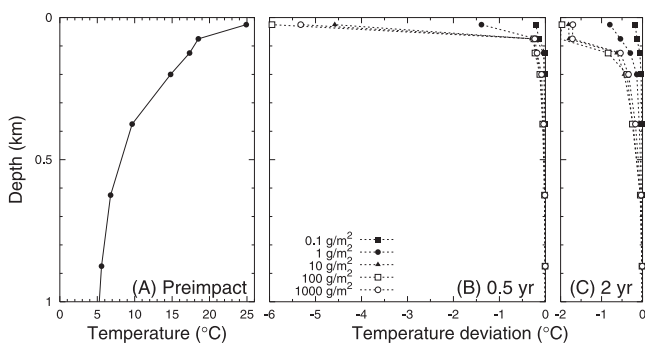 0
0.5
1
Depth (km)
(A) Preimpact
0 5 10 15 20 25
Temperature (°C)
0.1 g/m²
1 g/m²
10 g/m²
100 g/m²
1000 g/m²
(B) 0.5 yr
-6 -5 -4 -3 -2 -1 0
(C) 2 yr
-2 -1 0
Temperature deviation (°C)